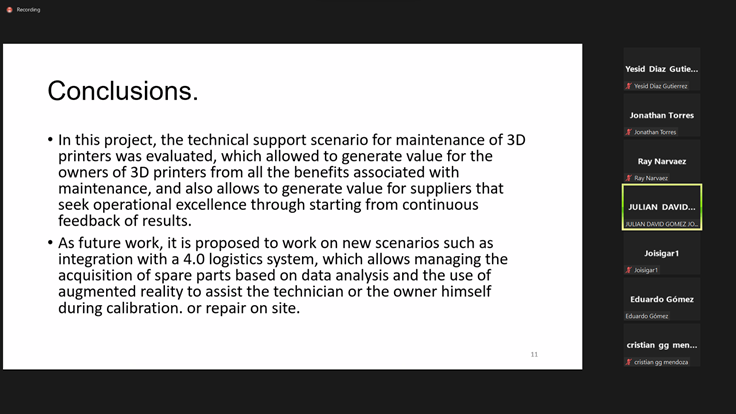 Recording
Conclusions.
• In this project, the technical support scenario for maintenance of 3D
printers was evaluated, which allowed to generate value for the
owners of 3D printers from all the benefits associated with
maintenance, and also allows to generate value for suppliers that
seek operational excellence through starting from continuous
feedback of results.
• As future work, it is proposed to work on new scenarios such as
integration with a 4.0 logistics system, which allows managing the
acquisition of spare parts based on data analysis and the use of
augmented reality to assist the technician or the owner himself
during calibration. or repair on site.
11
Yesid Diaz Gutie...
Yesid Diaz Gutierrez
Jonathan Torres
Jonathan Torres
Ray Narvaez
Ray Narvaez
JULIAN DAVID...
JULIAN DAVID GOMEZ JO...
Joisigar1
Joisigar1
Eduardo Gómez
Eduardo Gómez
cristian gg men...
cristian gg mendoza